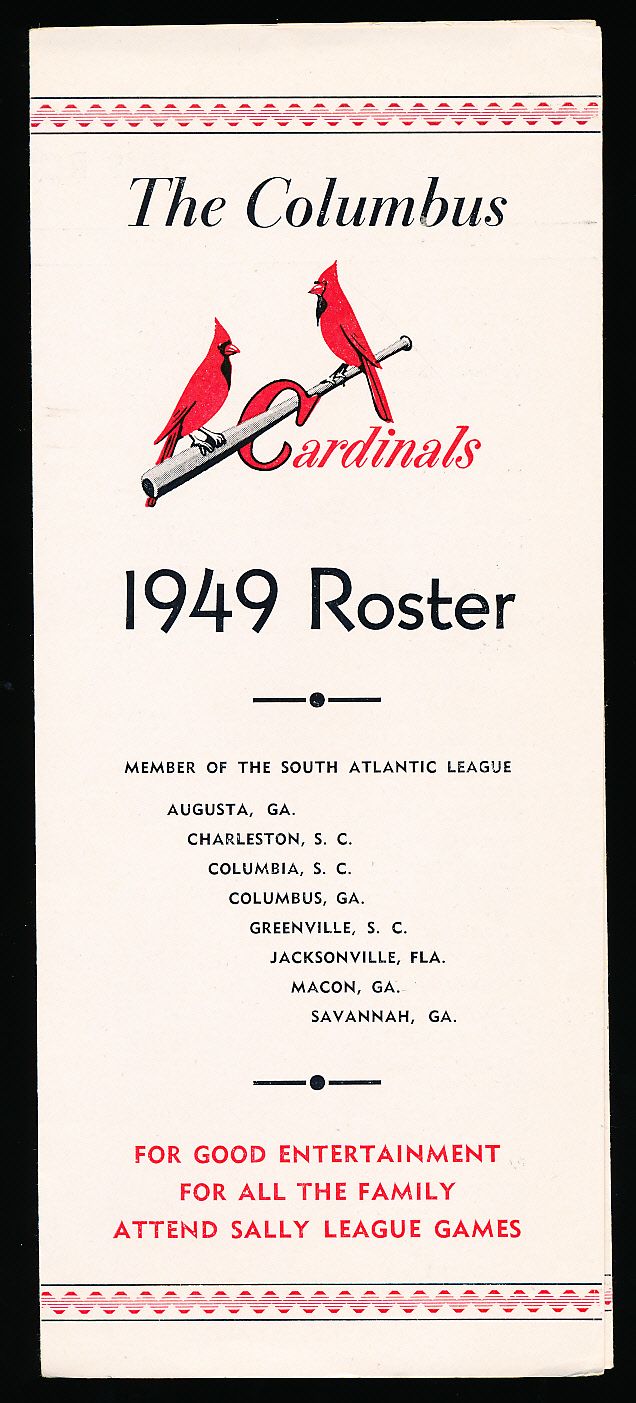 The Columbus
Cardinals
1949 Roster
MEMBER OF THE SOUTH ATLANTIC LEAGUE
AUGUSTA, GA.
CHARLESTON, S. C.
COLUMBIA, S. C.
COLUMBUS, GA.
GREENVILLE, S. C.
JACKSONVILLE, FLA.
MACON, GA.
SAVANNAH, GA.
FOR GOOD ENTERTAINMENT
FOR ALL THE FAMILY
ATTEND SALLY LEAGUE GAMES